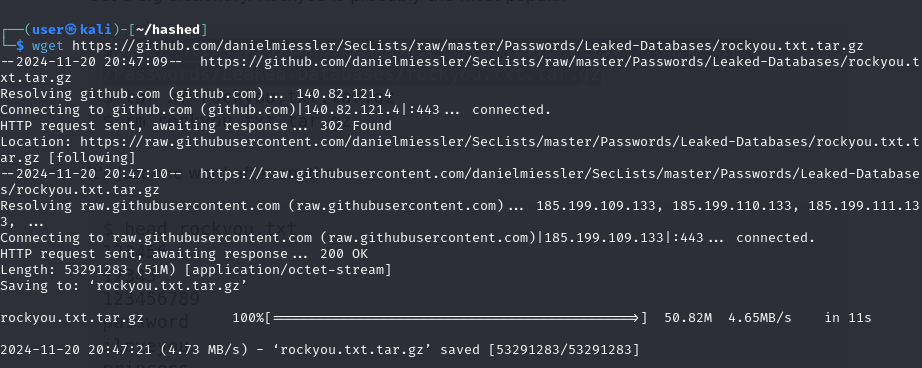 ┌──(user㉿kali)-[~/hashed]
└─$ wget https://github.com/danielmiessler/SecLists/raw/master/Passwords/Leaked-Databases/rockyou.txt.tar.gz
--2024-11-20 20:47:09--  https://github.com/danielmiessler/SecLists/raw/master/Passwords/Leaked-Databases/rockyou.t
xt.tar.gz
Resolving github.com (github.com)... 140.82.121.4
Connecting to github.com (github.com)|140.82.121.4|:443... connected.
HTTP request sent, awaiting response... 302 Found
Location: https://raw.githubusercontent.com/danielmiessler/SecLists/master/Passwords/Leaked-Databases/rockyou.txt.t
ar.gz [following]
--2024-11-20 20:47:10--  https://raw.githubusercontent.com/danielmiessler/SecLists/master/Passwords/Leaked-Database
s/rockyou.txt.tar.gz
Resolving raw.githubusercontent.com (raw.githubusercontent.com)... 185.199.109.133, 185.199.110.133, 185.199.111.13
3, ...
$ head rockyou.txt
Connecting to raw.githubusercontent.com (raw.githubusercontent.com)|185.199.109.133|:443... connected.
HTTP request sent, awaiting response... 200 OK
Length: 53291283 (51M) [application/octet-stream]
Saving to: ‘rockyou.txt.tar.gz’
123456789
rockyou.txt.tar.gz          100%[=========================================>]  50.82M  4.65MB/s    in 11s
password
2024-11-20 20:47:21 (4.73 MB/s) - ‘rockyou.txt.tar.gz’ saved [53291283/53291283]